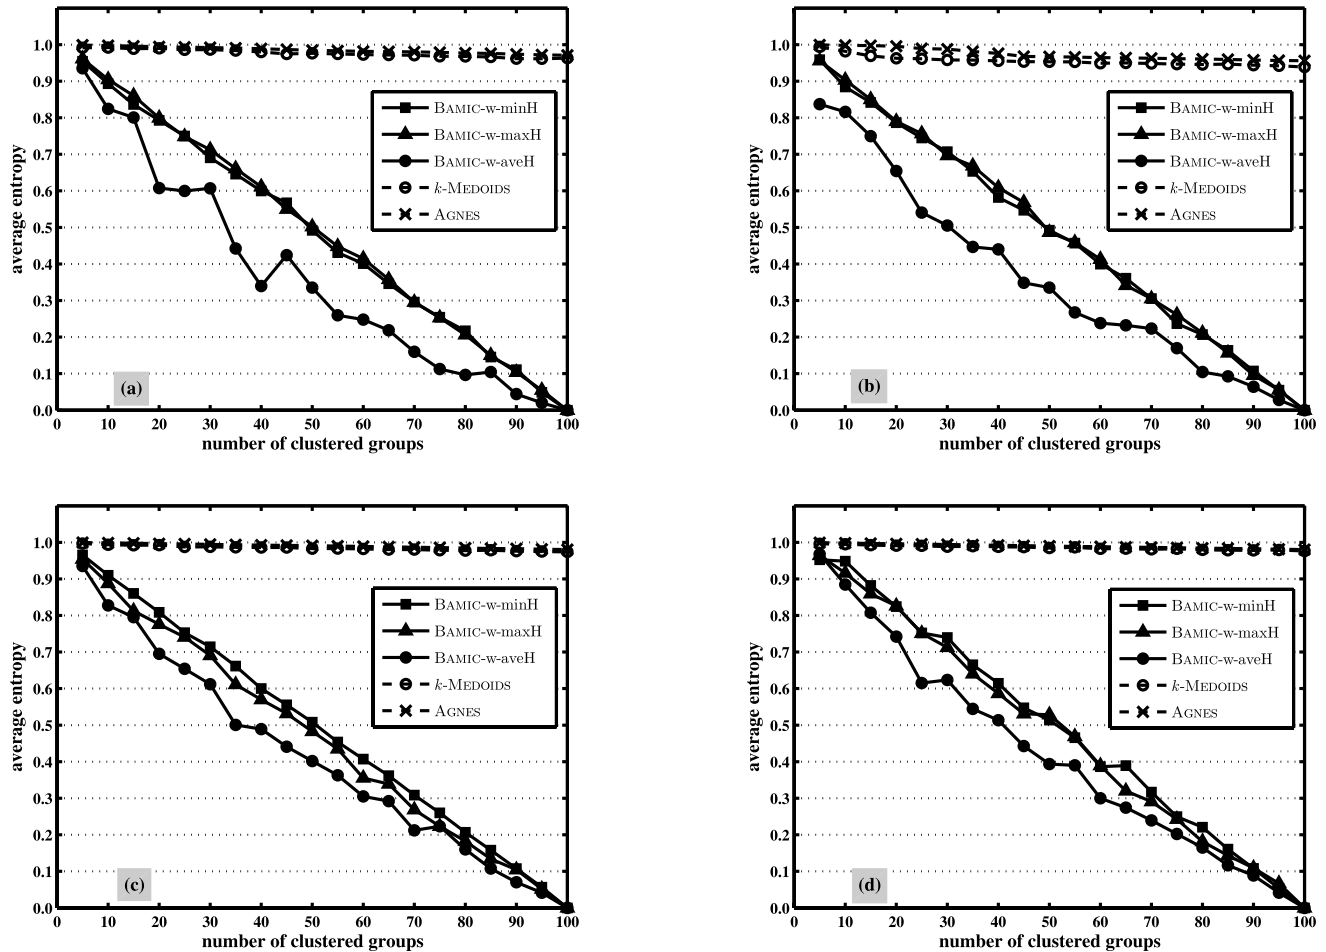 1.0
0.9
0.8
0.7
0.6
0.5
0.4
0.3
0.2
0.1
0.0
average entropy
BAMIC-w-minH
BAMIC-w-maxH
BAMIC-w-aveH
k-MEDOIDS
AGNES
(a)
0 10 20 30 40 50 60 70 80 90 100
number of clustered groups
1.0
0.9
0.8
0.7
0.6
0.5
0.4
0.3
0.2
0.1
0.0
average entropy
BAMIC-w-minH
BAMIC-w-maxH
BAMIC-w-aveH
k-MEDOIDS
AGNES
(b)
0 10 20 30 40 50 60 70 80 90 100
number of clustered groups
1.0
0.9
0.8
0.7
0.6
0.5
0.4
0.3
0.2
0.1
0.0
average entropy
BAMIC-w-minH
BAMIC-w-maxH
BAMIC-w-aveH
k-MEDOIDS
AGNES
(c)
0 10 20 30 40 50 60 70 80 90 100
number of clustered groups
1.0
0.9
0.8
0.7
0.6
0.5
0.4
0.3
0.2
0.1
0.0
average entropy
BAMIC-w-minH
BAMIC-w-maxH
BAMIC-w-aveH
k-MEDOIDS
AGNES
(d)
0 10 20 30 40 50 60 70 80 90 100
number of clustered groups